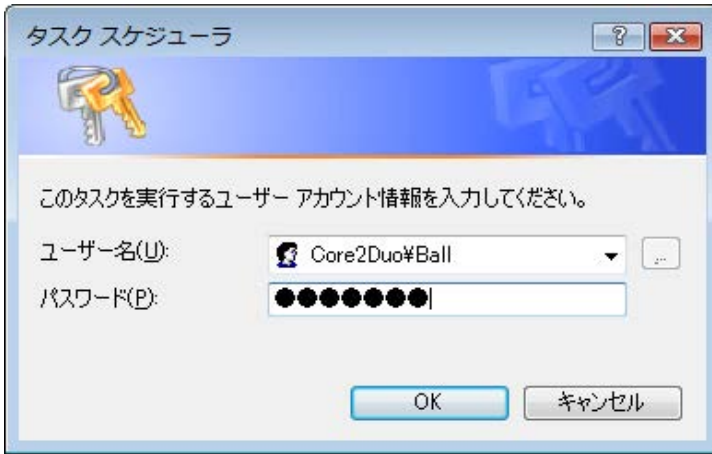 タスク スケジューラ
このタスクを実行するユーザー アカウント情報を入力してください。
ユーザー名(U):
Core2Duo¥Ball
...
パスワード(P):
●●●●●●●
OK
キャンセル